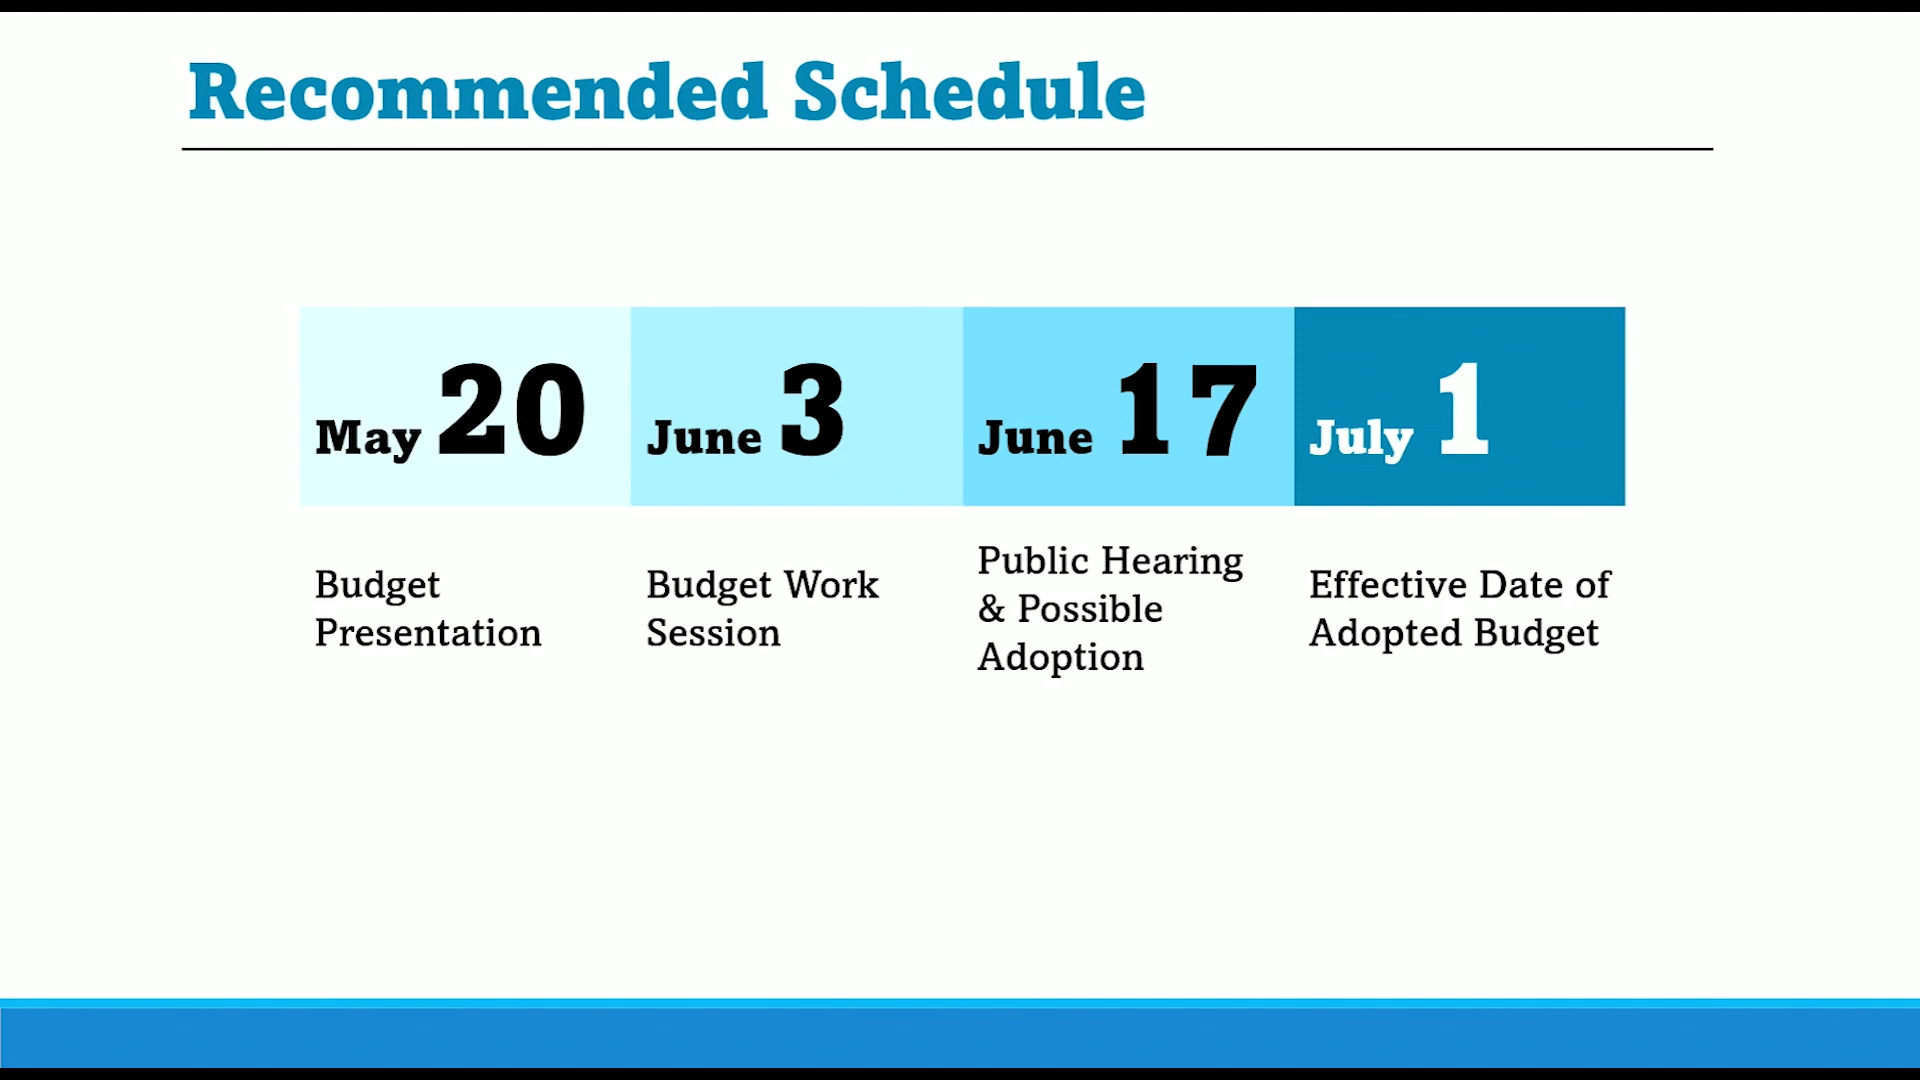 Recommended Schedule
May 20
June 3
June 17
July 1
Budget
Presentation
Budget Work
Session
Public Hearing
& Possible
Adoption
Effective Date of
Adopted Budget